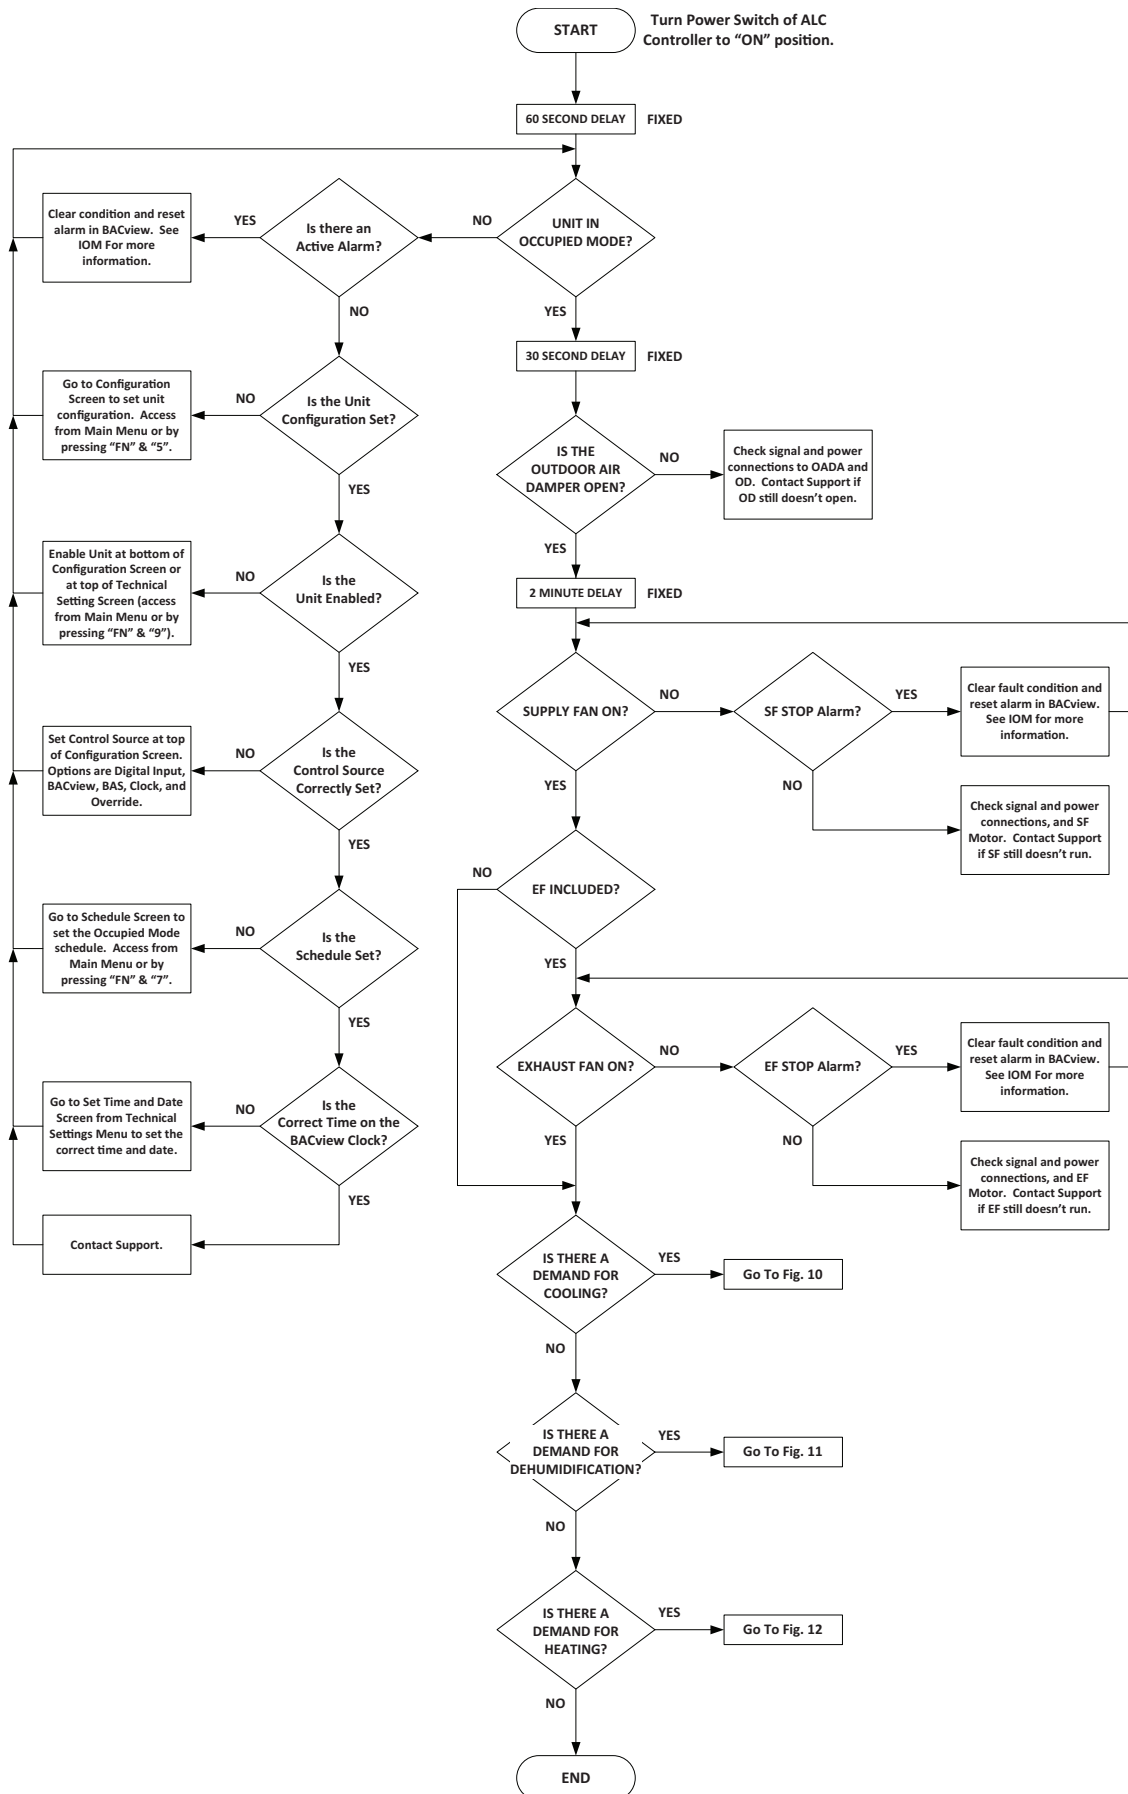 START
Turn Power Switch of ALC
Controller to “ON” position.
60 SECOND DELAY
FIXED
UNIT IN
OCCUPIED MODE?
NO
YES
Is there an
Active Alarm?
YES
NO
Clear condition and reset
alarm in BACview. See
IOM For more
information.
30 SECOND DELAY
FIXED
Is the Unit
Configuration Set?
NO
YES
Go to Configuration
Screen to set unit
configuration. Access
from Main Menu or by
pressing “FN” & “5”.
IS THE
OUTDOOR AIR
DAMPER OPEN?
NO
YES
Check signal and power
connections to OADA and
OD. Contact Support if
OD still doesn’t open.
Is the
Unit Enabled?
NO
YES
Enable Unit at bottom of
Configuration Screen or
at top of Technical
Setting Screen (access
from Main Menu or by
pressing “FN” & “9”).
2 MINUTE DELAY
FIXED
SUPPLY FAN ON?
NO
YES
SF STOP Alarm?
YES
NO
Clear fault condition and
reset alarm in BACview.
See IOM for more
information.
Check signal and power
connections, and SF
Motor. Contact Support
if SF still doesn’t run.
Is the
Control Source
Correctly Set?
NO
YES
Set Control Source at top
of Configuration Screen.
Options are Digital Input,
BACview, BAS, Clock, and
Override.
EF INCLUDED?
NO
YES
Is the
Schedule Set?
NO
YES
Go to Schedule Screen to
set the Occupied Mode
schedule. Access from
Main Menu or by
pressing “FN” & “7”.
EXHAUST FAN ON?
NO
YES
EF STOP Alarm?
YES
NO
Clear fault condition and
reset alarm in BACview.
See IOM For more
information.
Check signal and power
connections, and EF
Motor. Contact Support
if EF still doesn’t run.
Is the
Correct Time on the
BACview Clock?
NO
YES
Go to Set Time and Date
Screen from Technical
Settings Menu to set the
correct time and date.
Contact Support.
IS THERE A
DEMAND FOR
COOLING?
YES
NO
Go To Fig. 10
IS THERE A
DEMAND FOR
DEHUMIDIFICATION?
YES
NO
Go To Fig. 11
IS THERE A
DEMAND FOR
HEATING?
YES
NO
Go To Fig. 12
END